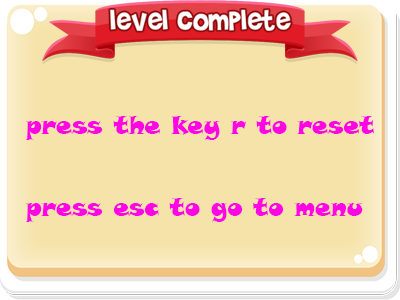 level complete
press the key r to reset
press esc to go to menu